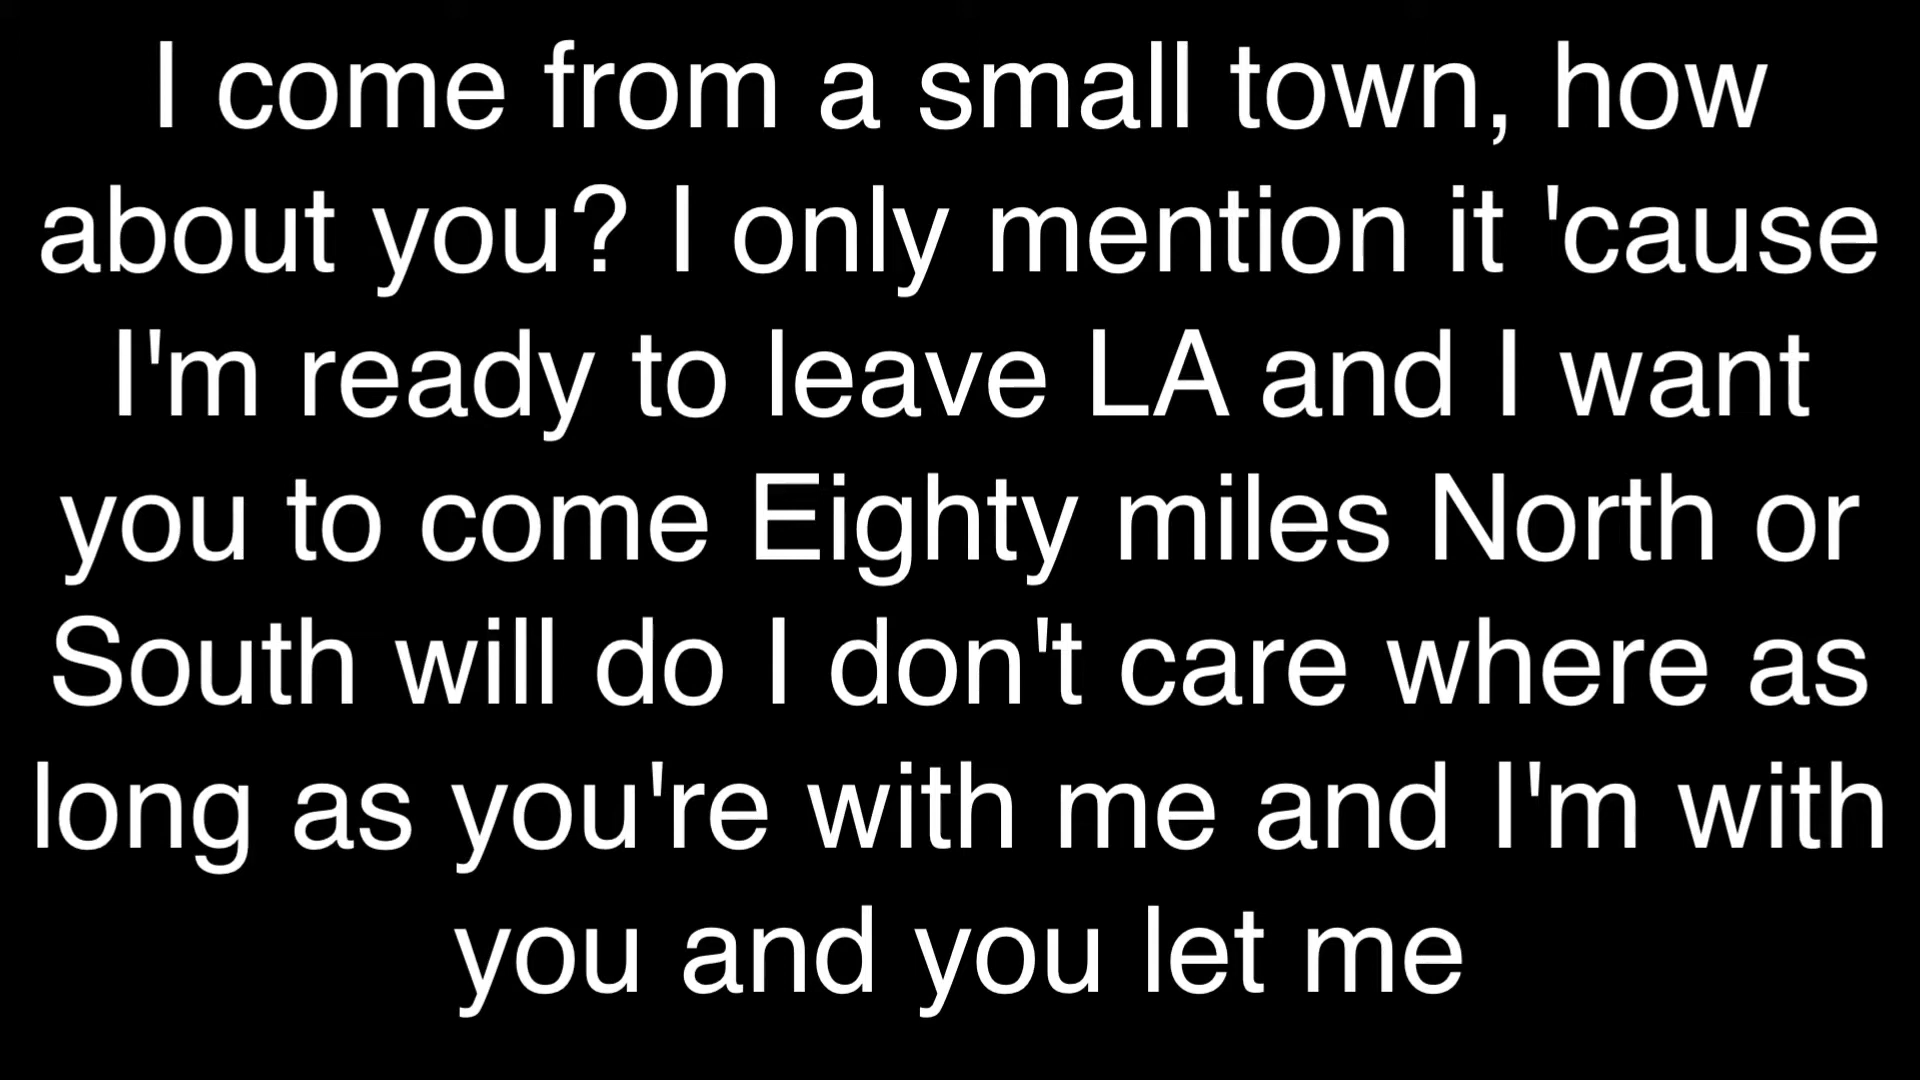 I come from a small town, how
about you? I only mention it 'cause
I'm ready to leave LA and I want
you to come Eighty miles North or
South will do I don't care where as
long as you're with me and I'm with
you and you let me